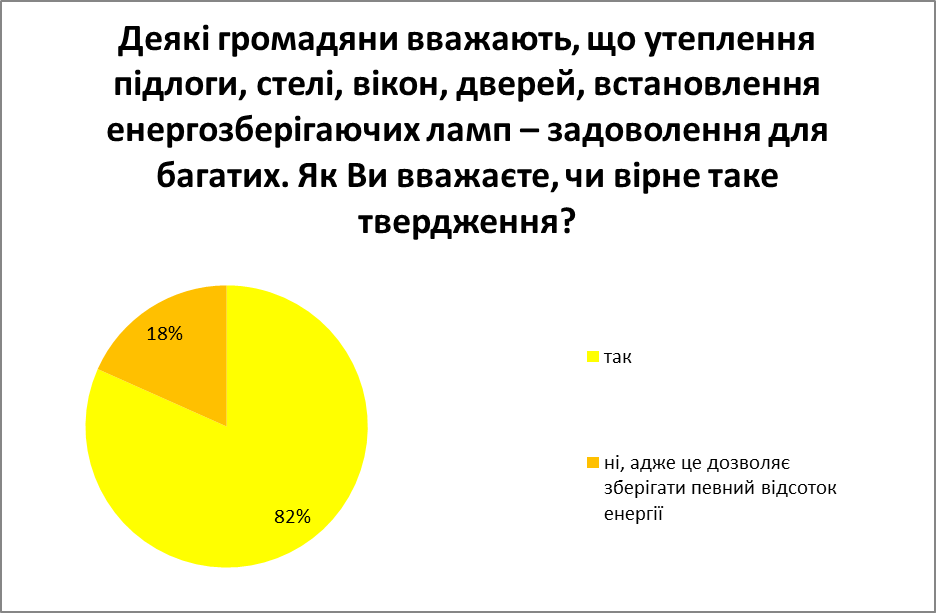 Деякі громадяни вважають, що утеплення
підлоги, стелі, вікон, дверей, встановлення
енергозберігаючих ламп – задоволення для
багатих. Як Ви вважаєте, чи вірне таке
твердження?
18%
82%
так
ні, адже це дозволяє
зберігати певний відсоток
енергії